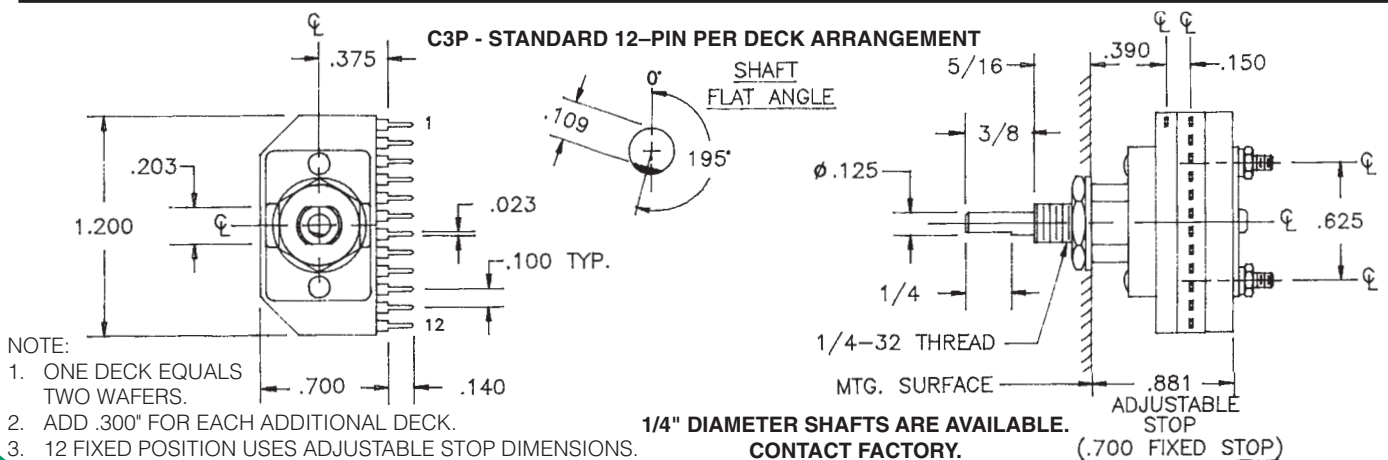 C3P - STANDARD 12–PIN PER DECK ARRANGEMENT
℄
.375
1
.203
1.200
℄
.023
.100 TYP.
12
.700
.140
SHAFT
FLAT ANGLE
0°
.109
195°
℄ ℄
.390
.150
5/16
3/8
Ø.125
℄
℄
.625
℄
1/4
1/4–32 THREAD
MTG. SURFACE
.881
ADJUSTABLE
STOP
(.700 FIXED STOP)
NOTE:
1. ONE DECK EQUALS
TWO WAFERS.
2. ADD .300" FOR EACH ADDITIONAL DECK.
3. 12 FIXED POSITION USES ADJUSTABLE STOP DIMENSIONS.
1/4" DIAMETER SHAFTS ARE AVAILABLE.
CONTACT FACTORY.